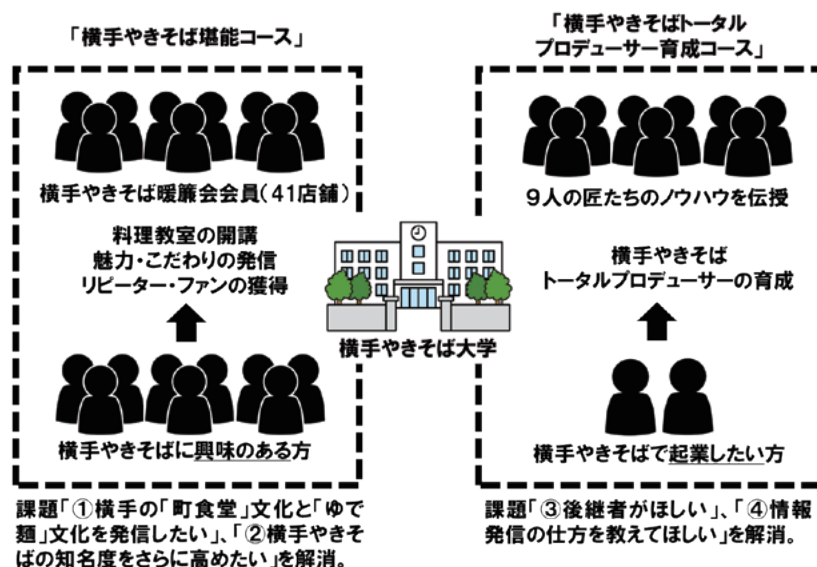 「横手やきそば堪能コース」
横手やきそば暖簾会会員(41店舗)
料理教室の開講
魅力・こだわりの発信
リピーター・ファンの獲得
横手やきそばに興味のある方
課題「①横手の「町食堂」文化と「ゆで
麺」文化を発信したい」、「②横手やきそ
ばの知名度をさらに高めたい」を解消。
横手やきそば大学
「横手やきそばトータル
プロデューサー育成コース」
9人の匠たちのノウハウを伝授
横手やきそば
トータルプロデューサーの育成
横手やきそばで起業したい方
課題「③後継者がほしい」、「④情報
発信の仕方を教えてほしい」を解消。